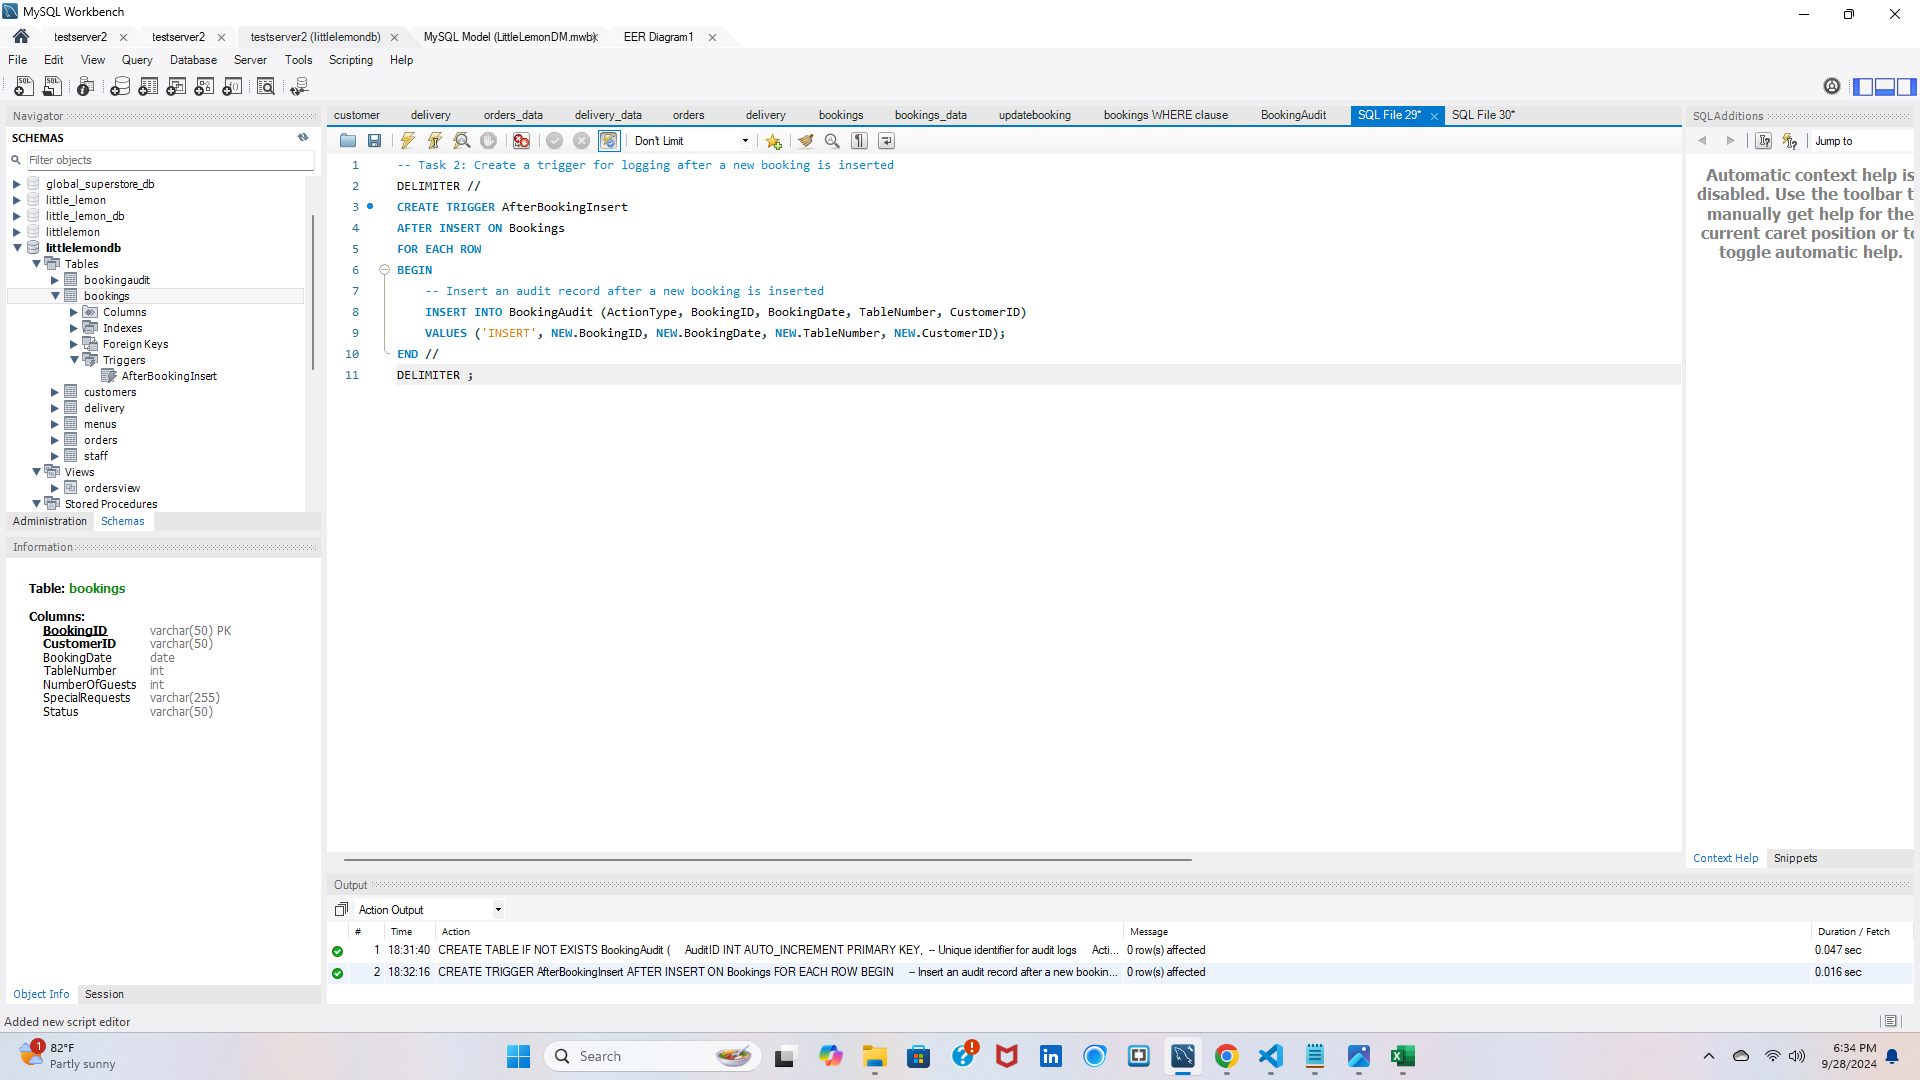 MySQL Workbench
testserver2
testserver2
testserver2 (littlelemondb)
MySQL Model (LittleLemonDM.mwb)
EER Diagram1
File Edit View Query Database Server Tools Scripting Help
Navigator
SCHEMAS
Filter objects
global_superstore_db
little_lemon
little_lemon_db
littlelemon
littlelemondb
Tables
bookingaudit
bookings
Columns
Indexes
Foreign Keys
Triggers
AfterBookingInsert
customers
delivery
menus
orders
staff
Views
ordersview
Stored Procedures
Administration Schemas
Information
Table: bookings
Columns:
BookingID varchar(50) PK
CustomerID varchar(50)
BookingDate date
TableNumber int
NumberOfGuests int
SpecialRequests varchar(255)
Status varchar(50)
Object Info Session
customer delivery orders_data delivery_data orders delivery bookings bookings_data updatebooking bookings WHERE clause BookingAudit SQL File 29* SQL File 30*
Don't Limit
1 -- Task 2: Create a trigger for logging after a new booking is inserted
2 DELIMITER //
3 CREATE TRIGGER AfterBookingInsert
4 AFTER INSERT ON Bookings
5 FOR EACH ROW
6 BEGIN
7 -- Insert an audit record after a new booking is inserted
8 INSERT INTO BookingAudit (ActionType, BookingID, BookingDate, TableNumber, CustomerID)
9 VALUES ('INSERT', NEW.BookingID, NEW.BookingDate, NEW.TableNumber, NEW.CustomerID);
10 END //
11 DELIMITER ;
SQLAdditions
Jump to
Automatic context help is
disabled. Use the toolbar t
manually get help for the
current caret position or to
toggle automatic help.
Context Help Snippets
Output
Action Output
# Time Action Message Duration / Fetch
1 18:31:40 CREATE TABLE IF NOT EXISTS BookingAudit ( AuditID INT AUTO_INCREMENT PRIMARY KEY, -- Unique identifier for audit logs Acti... 0 row(s) affected 0.047 sec
2 18:32:16 CREATE TRIGGER AfterBookingInsert AFTER INSERT ON Bookings FOR EACH ROW BEGIN -- Insert an audit record after a new bookin... 0 row(s) affected 0.016 sec
Added new script editor
1
82°F
Partly sunny
Search
6:34 PM
9/28/2024